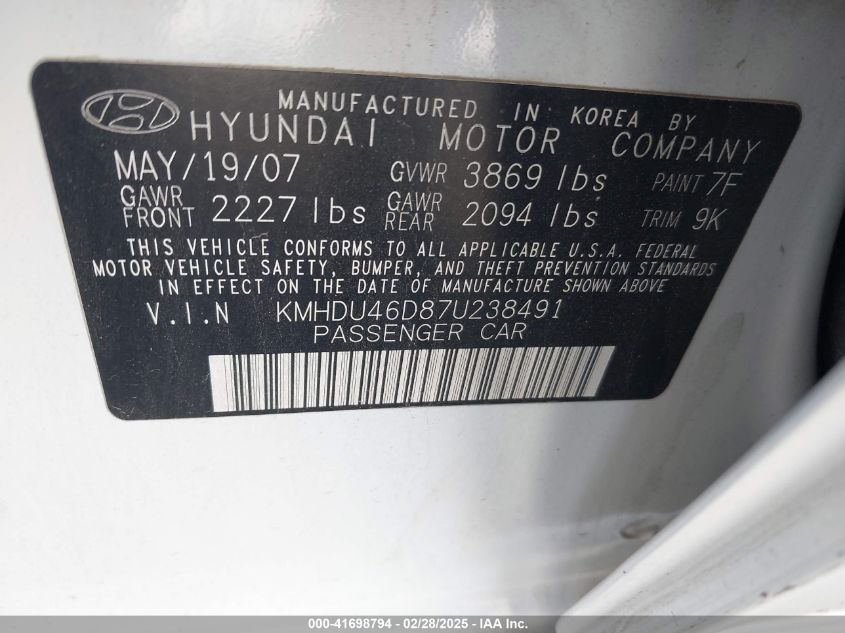 MANUFACTURED IN KOREA BY
HYUNDAI MOTOR COMPANY
MAY/19/07 GVWR 3869 lbs PAINT 7F
GAWR FRONT 2227 lbs GAWR REAR 2094 lbs TRIM 9K
THIS VEHICLE CONFORMS TO ALL APPLICABLE U.S.A. FEDERAL
MOTOR VEHICLE SAFETY, BUMPER, AND THEFT PREVENTION STANDARDS
IN EFFECT ON THE DATE OF MANUFACTURE SHOWN ABOVE
V.I.N KMHDU46D87U238491
PASSENGER CAR
000-41698794 - 02/28/2025 - IAA Inc.